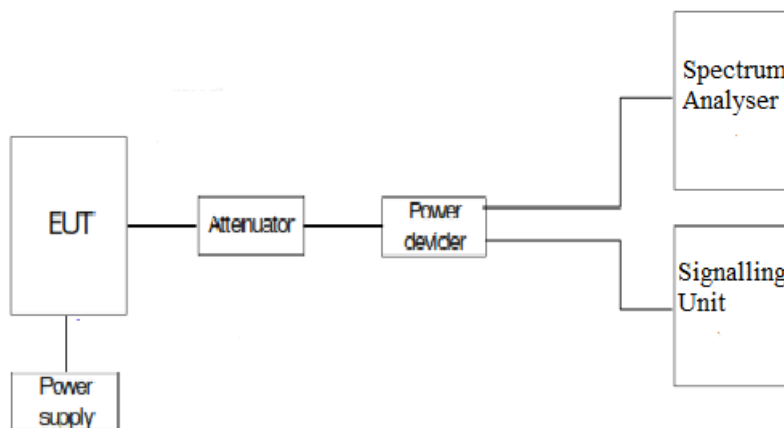 Spectrum
Analyser
EUT
Attenuator
Power
devider
Signalling
Unit
Power
supply